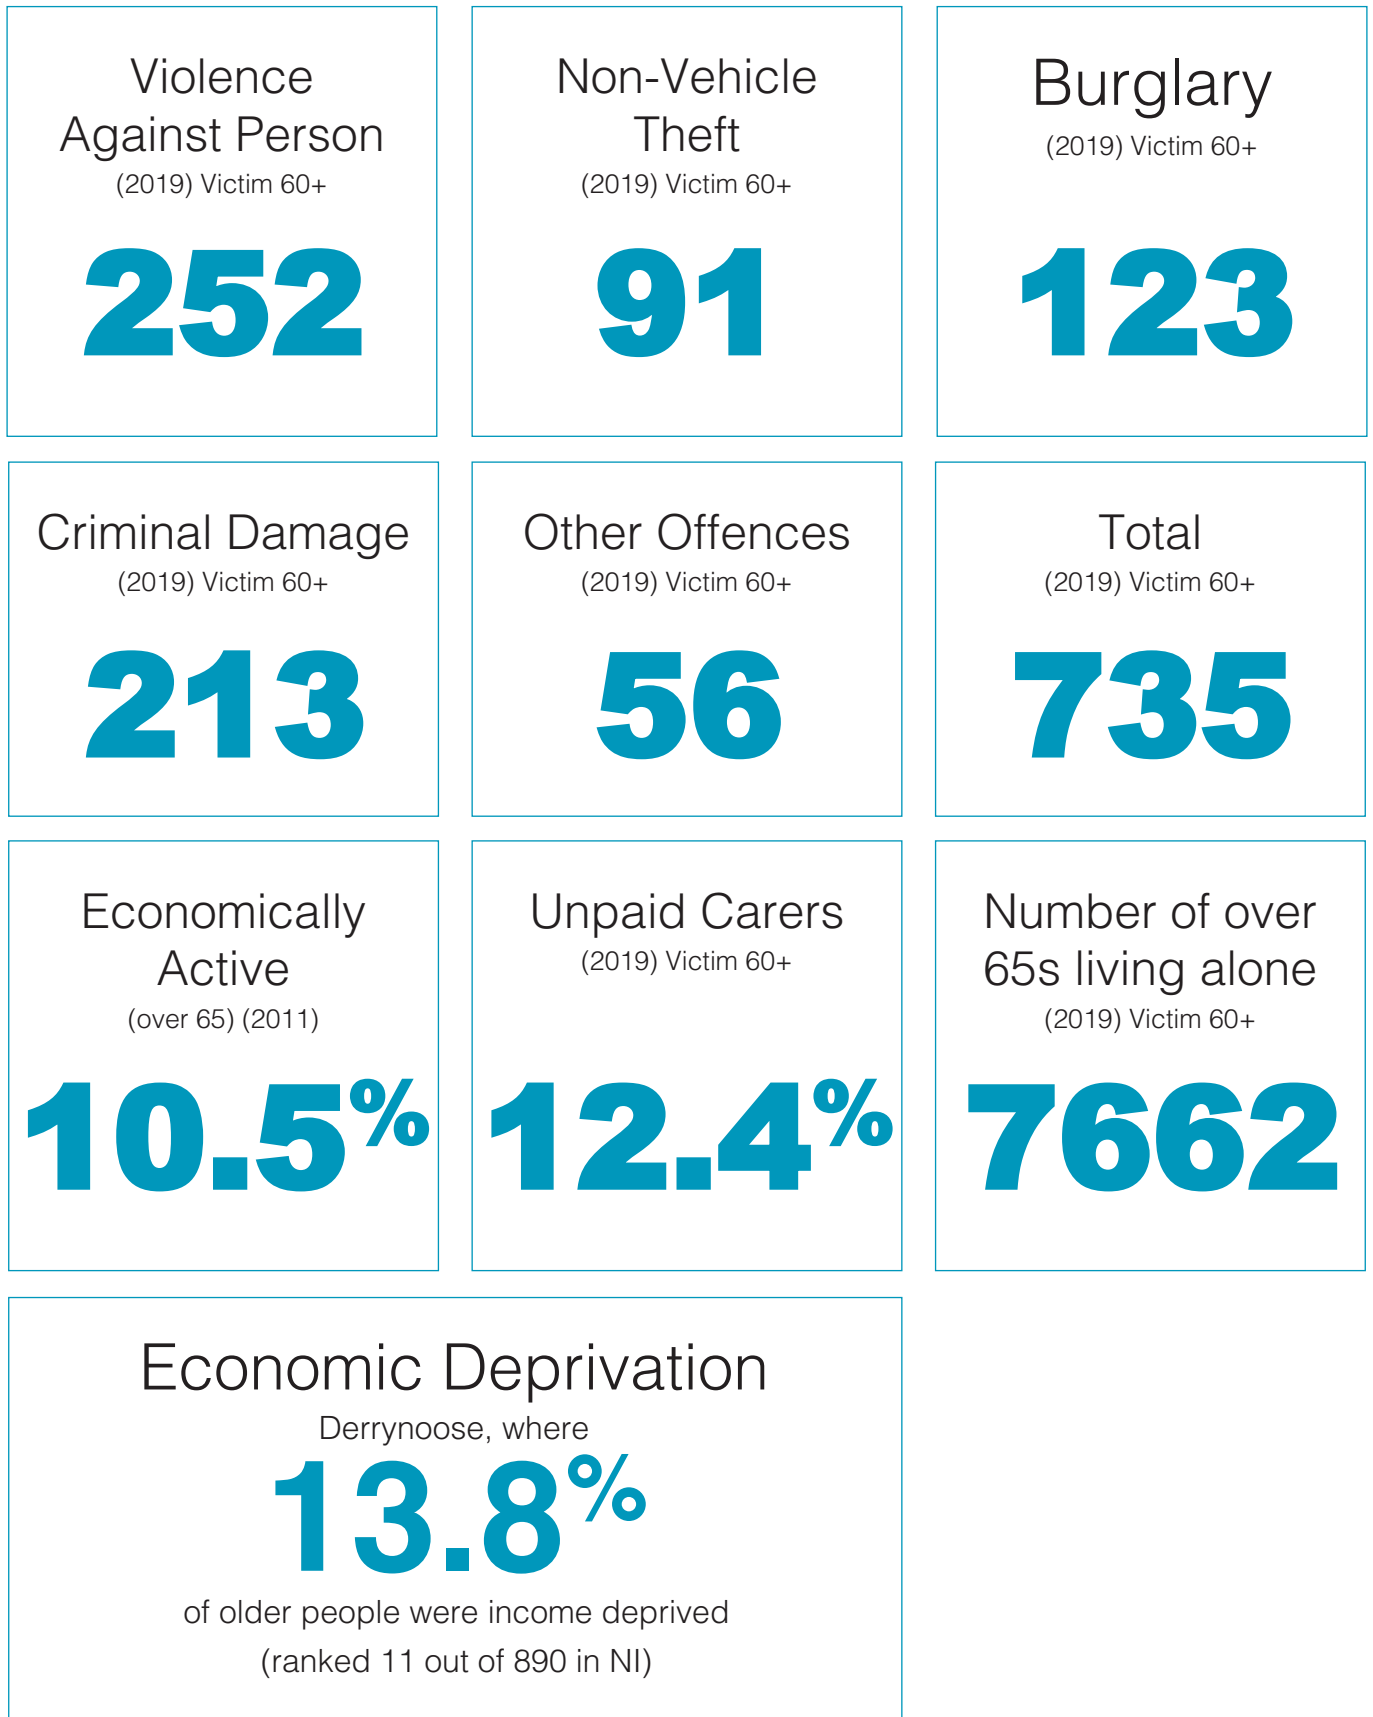 Violence
Against Person
(2019) Victim 60+
252
Non-Vehicle
Theft
(2019) Victim 60+
91
Burglary
(2019) Victim 60+
123
Criminal Damage
(2019) Victim 60+
213
Other Offences
(2019) Victim 60+
56
Total
(2019) Victim 60+
735
Economically
Active
(over 65) (2011)
10.5%
Unpaid Carers
(2019) Victim 60+
12.4%
Number of over
65s living alone
(2019) Victim 60+
7662
Economic Deprivation
Derrynoose, where
13.8%
of older people were income deprived
(ranked 11 out of 890 in NI)